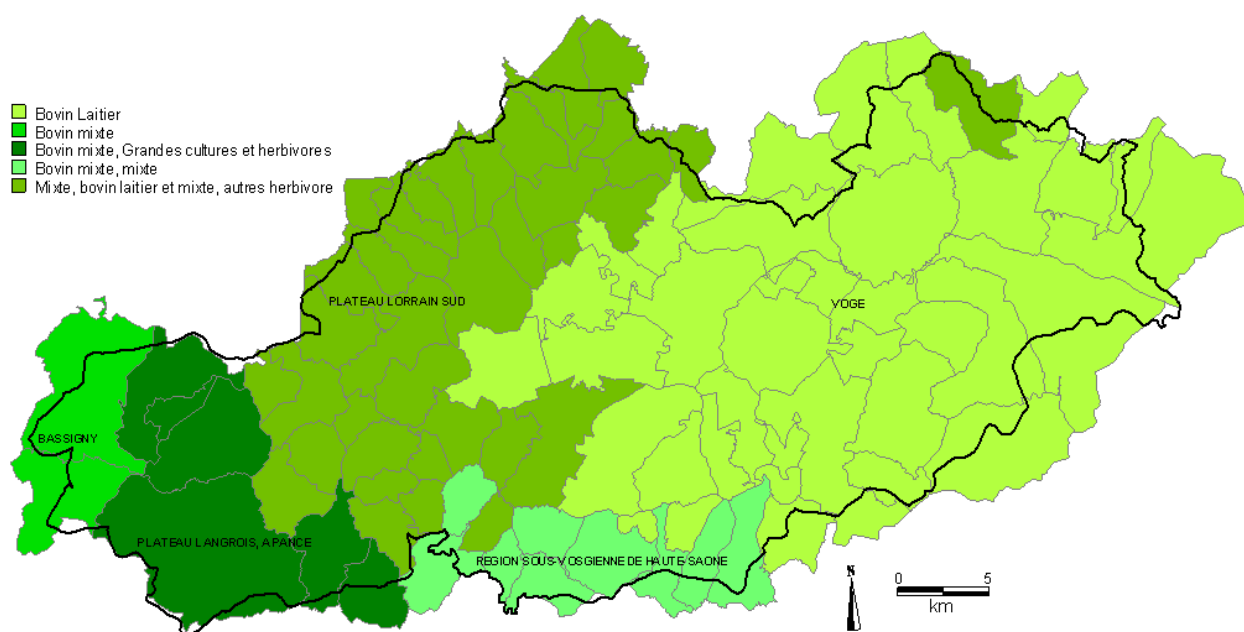 Bovin Laitier
Bovin mixte
Bovin mixte, Grandes cultures et herbivores
Bovin mixte, mixte
Mixte, bovin laitier et mixte, autres herbivore
PLATEAU LORRAIN SUD
VOGE
BASSIGNY
PLATEAU LANGROIS, APANCE
REGION SOUS-VOSGIENNE DE HAUTE-SAONE
N
0 5
km